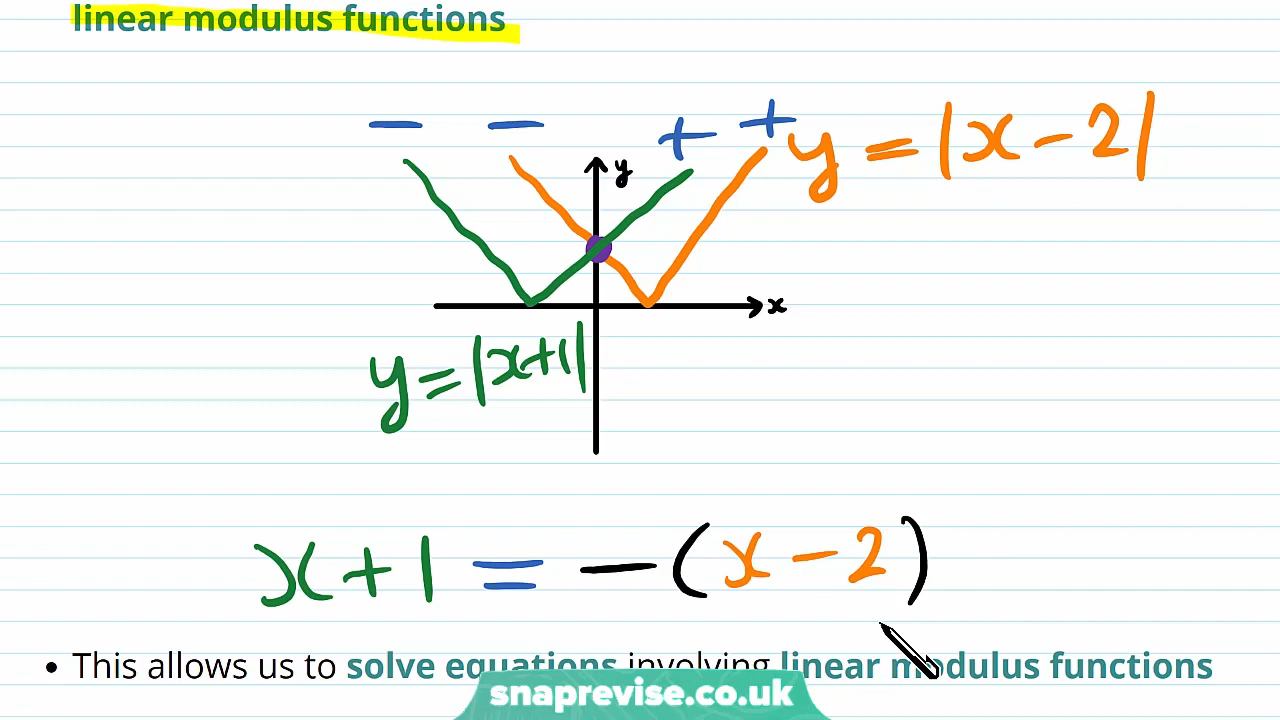 linear modulus functions
− − + + y = |x − 2|
y
x
y = |x+1|
x + 1 = −(x − 2)
• This allows us to solve equations involving linear modulus functions
snaprevise.co.uk